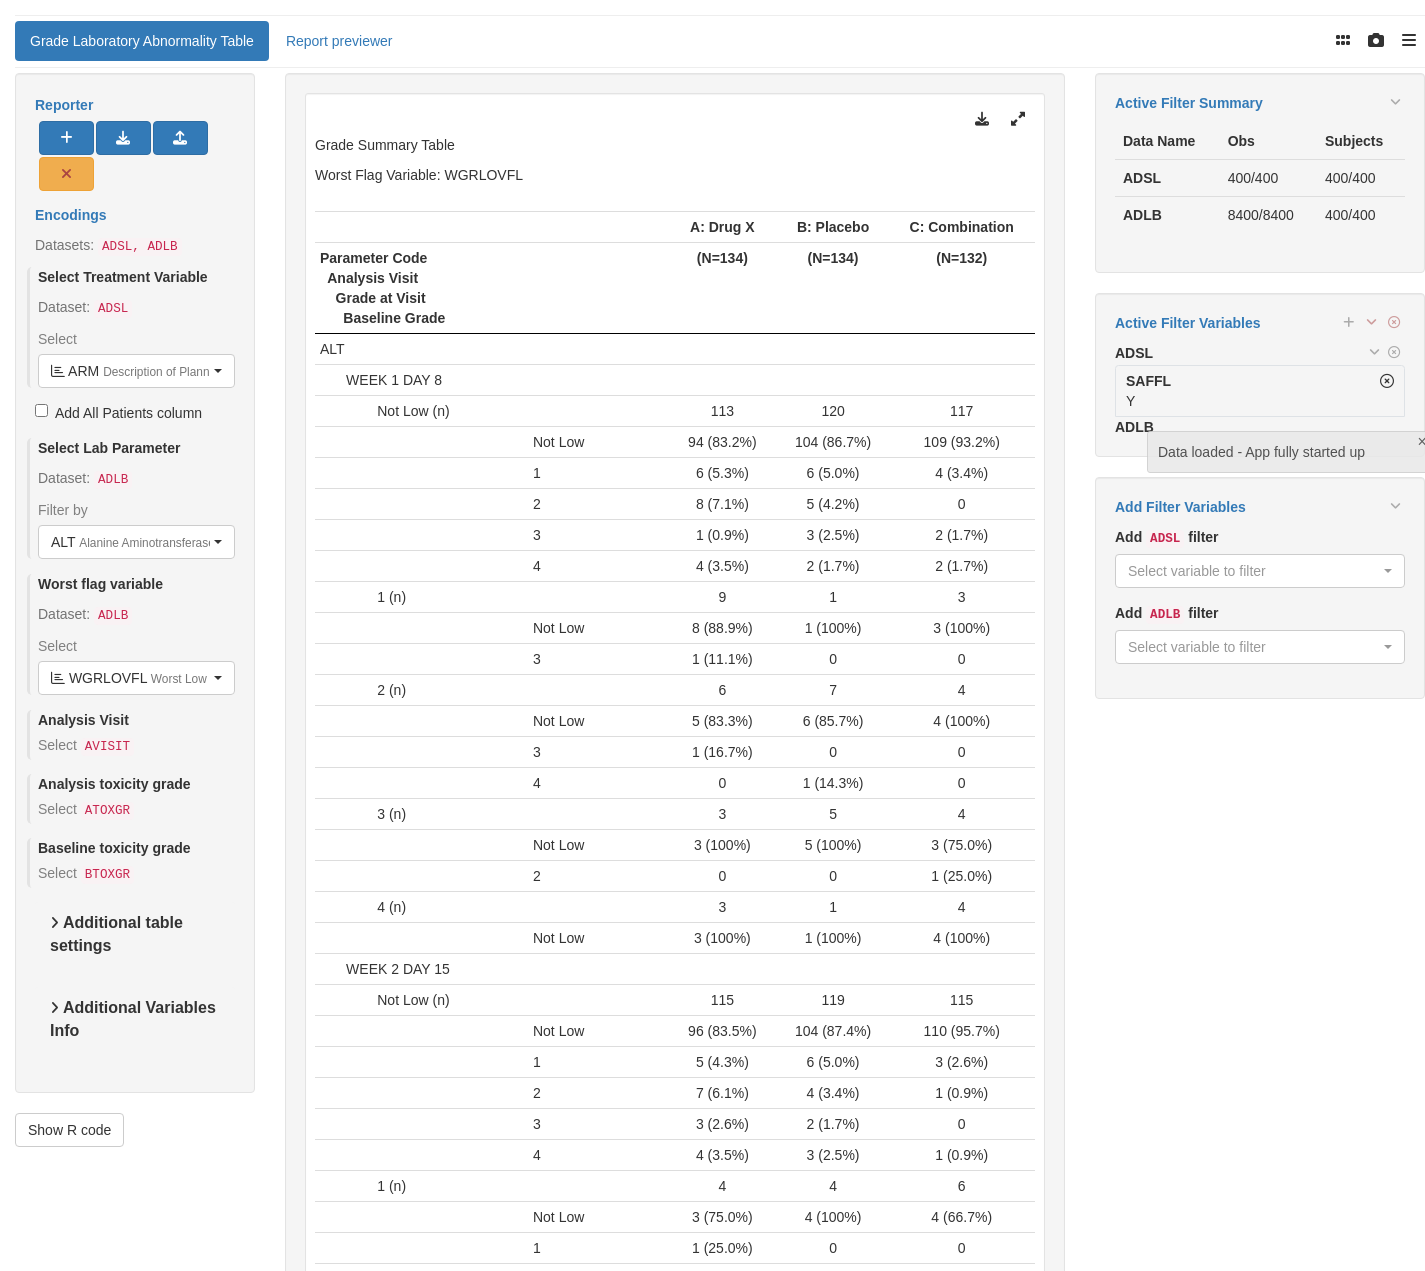 Grade Laboratory Abnormality Table
Report previewer
Reporter
Encodings
Datasets: ADSL, ADLB
Select Treatment Variable
Dataset: ADSL
Select
ARM Description of Plann
Add All Patients column
Select Lab Parameter
Dataset: ADLB
Filter by
ALT Alanine Aminotransferase
Worst flag variable
Dataset: ADLB
Select
WGRLOVFL Worst Low
Analysis Visit
Select AVISIT
Analysis toxicity grade
Select ATOXGR
Baseline toxicity grade
Select BTOXGR
Additional table
settings
Additional Variables
Info
Show R code
Grade Summary Table
Worst Flag Variable: WGRLOVFL
A: Drug X B: Placebo C: Combination
Parameter Code (N=134) (N=134) (N=132)
Analysis Visit
Grade at Visit
Baseline Grade
ALT
WEEK 1 DAY 8
Not Low (n) 113 120 117
Not Low 94 (83.2%) 104 (86.7%) 109 (93.2%)
1 6 (5.3%) 6 (5.0%) 4 (3.4%)
2 8 (7.1%) 5 (4.2%) 0
3 1 (0.9%) 3 (2.5%) 2 (1.7%)
4 4 (3.5%) 2 (1.7%) 2 (1.7%)
1 (n) 9 1 3
Not Low 8 (88.9%) 1 (100%) 3 (100%)
3 1 (11.1%) 0 0
2 (n) 6 7 4
Not Low 5 (83.3%) 6 (85.7%) 4 (100%)
3 1 (16.7%) 0 0
4 0 1 (14.3%) 0
3 (n) 3 5 4
Not Low 3 (100%) 5 (100%) 3 (75.0%)
2 0 0 1 (25.0%)
4 (n) 3 1 4
Not Low 3 (100%) 1 (100%) 4 (100%)
WEEK 2 DAY 15
Not Low (n) 115 119 115
Not Low 96 (83.5%) 104 (87.4%) 110 (95.7%)
1 5 (4.3%) 6 (5.0%) 3 (2.6%)
2 7 (6.1%) 4 (3.4%) 1 (0.9%)
3 3 (2.6%) 2 (1.7%) 0
4 4 (3.5%) 3 (2.5%) 1 (0.9%)
1 (n) 4 4 6
Not Low 3 (75.0%) 4 (100%) 4 (66.7%)
1 1 (25.0%) 0 0
Active Filter Summary
Data Name Obs Subjects
ADSL 400/400 400/400
ADLB 8400/8400 400/400
Active Filter Variables
ADSL
SAFFL
Y
ADLB
Data loaded - App fully started up
Add Filter Variables
Add ADSL filter
Select variable to filter
Add ADLB filter
Select variable to filter